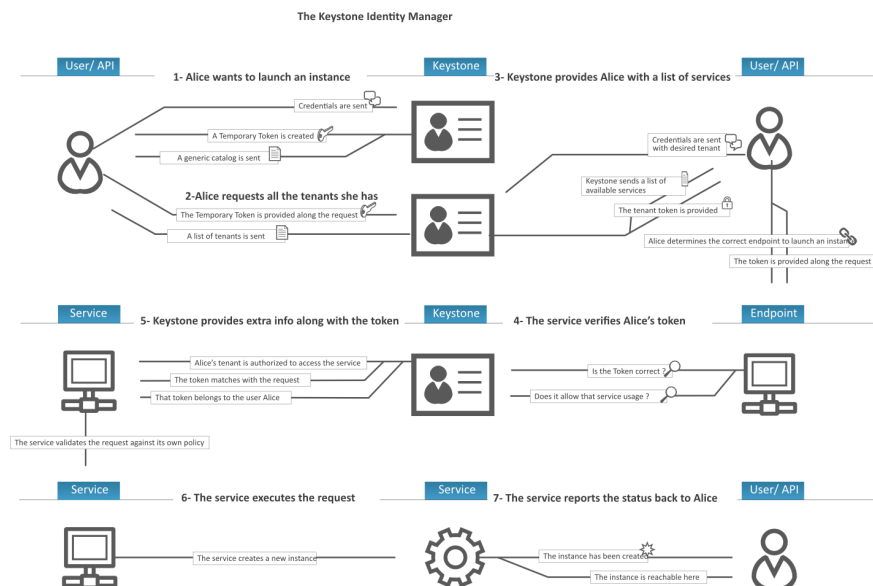 The Keystone Identity Manager
User/ API
Keystone
User/ API
1- Alice wants to launch an instance
3- Keystone provides Alice with a list of services
Credentials are sent
A Temporary Token is created
A generic catalog is sent
2-Alice requests all the tenants she has
The Temporary Token is provided along the request
A list of tenants is sent
Credentials are sent
with desired tenant
Keystone sends a list of
available services
The tenant token is provided
Alice determines the correct endpoint to launch an instance
The token is provided along the request
Service
Keystone
Endpoint
5- Keystone provides extra info along with the token
4- The service verifies Alice's token
Alice's tenant is authorized to access the service
The token matches with the request
That token belongs to the user Alice
Is the Token correct ?
Does it allow that service usage ?
The service validates the request against its own policy
Service
Service
User/ API
6- The service executes the request
7- The service reports the status back to Alice
The service creates a new instance
The instance has been created
The instance is reachable here